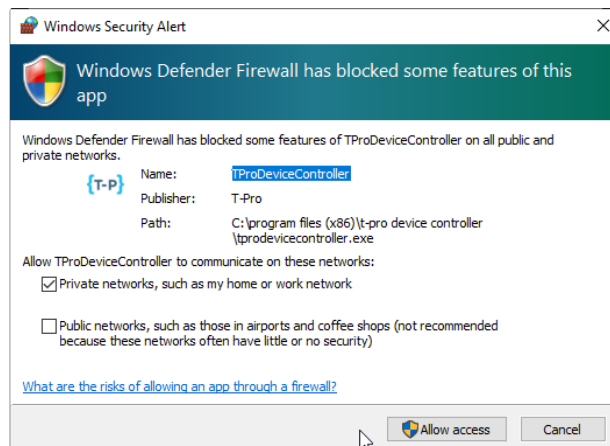 Windows Security Alert
Windows Defender Firewall has blocked some features of this
app
Windows Defender Firewall has blocked some features of TProDeviceController on all public and
private networks.
{T-P}
Name: TProDeviceController
Publisher: T-Pro
Path: C:\program files (x86)\t-pro device controller
\tprodevicecontroller.exe
Allow TProDeviceController to communicate on these networks:
Private networks, such as my home or work network
Public networks, such as those in airports and coffee shops (not recommended
because these networks often have little or no security)
What are the risks of allowing an app through a firewall?
Allow access
Cancel